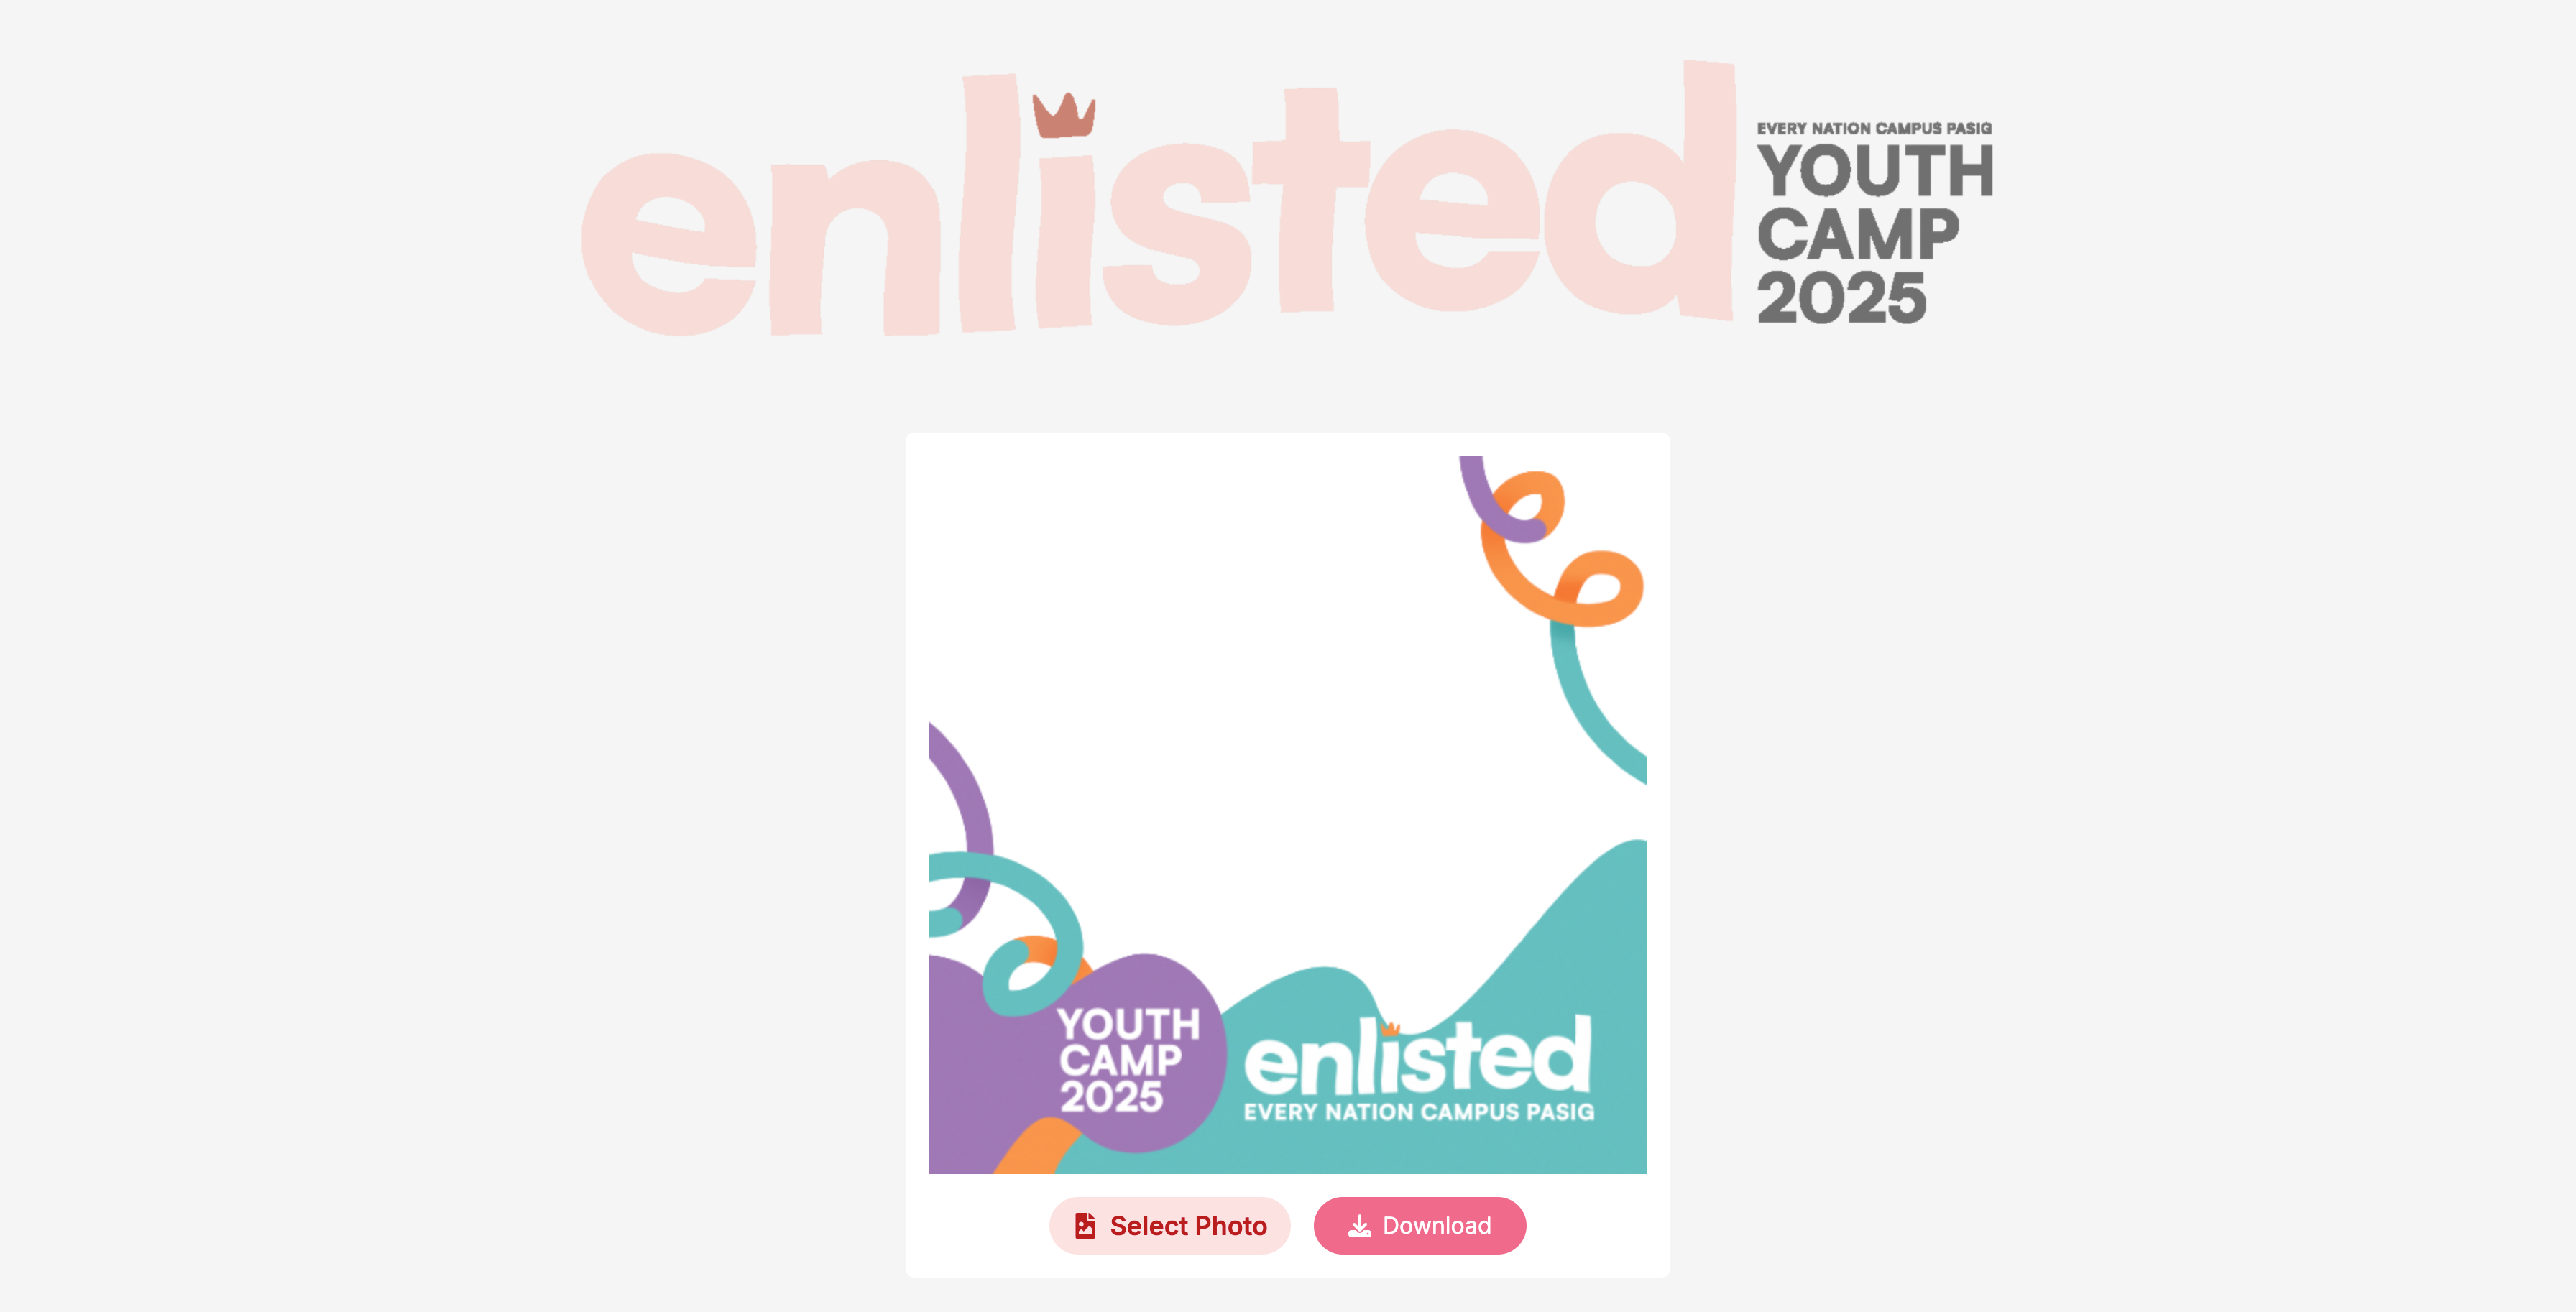 enlisted
EVERY NATION CAMPUS PASIG
YOUTH
CAMP
2025
YOUTH
CAMP
2025
enlisted
EVERY NATION CAMPUS PASIG
Select Photo
Download